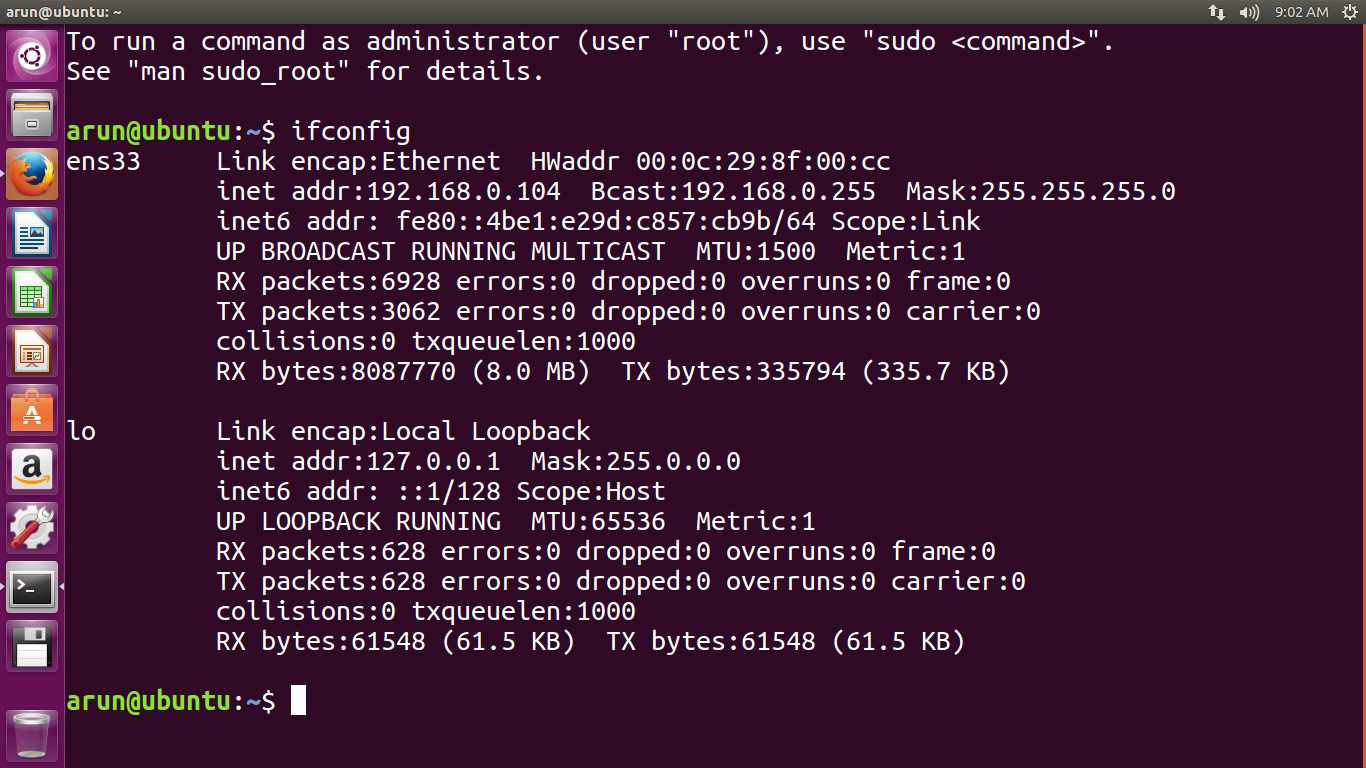 arun@ubuntu: ~
9:02 AM
To run a command as administrator (user "root"), use "sudo <command>".
See "man sudo_root" for details.
arun@ubuntu:~$ ifconfig
ens33     Link encap:Ethernet  HWaddr 00:0c:29:8f:00:cc
          inet addr:192.168.0.104  Bcast:192.168.0.255  Mask:255.255.255.0
          inet6 addr: fe80::4be1:e29d:c857:cb9b/64 Scope:Link
          UP BROADCAST RUNNING MULTICAST  MTU:1500  Metric:1
          RX packets:6928 errors:0 dropped:0 overruns:0 frame:0
          TX packets:3062 errors:0 dropped:0 overruns:0 carrier:0
          collisions:0 txqueuelen:1000
          RX bytes:8087770 (8.0 MB)  TX bytes:335794 (335.7 KB)
lo        Link encap:Local Loopback
          inet addr:127.0.0.1  Mask:255.0.0.0
          inet6 addr: ::1/128 Scope:Host
          UP LOOPBACK RUNNING  MTU:65536  Metric:1
          RX packets:628 errors:0 dropped:0 overruns:0 frame:0
          TX packets:628 errors:0 dropped:0 overruns:0 carrier:0
          collisions:0 txqueuelen:1000
          RX bytes:61548 (61.5 KB)  TX bytes:61548 (61.5 KB)
arun@ubuntu:~$